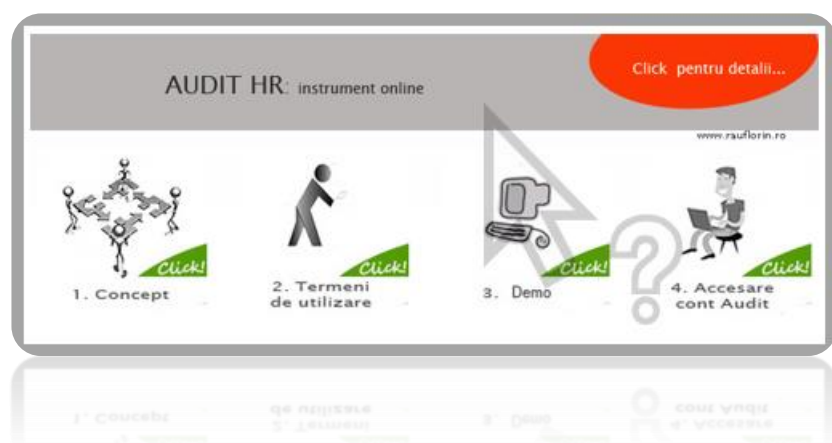 AUDIT HR: instrument online
Click pentru detalii...
www.rauflorin.ro
Click!
1. Concept
Click!
2. Termeni
de utilizare
Click!
3. Demo
Click!
4. Accesare
cont Audit